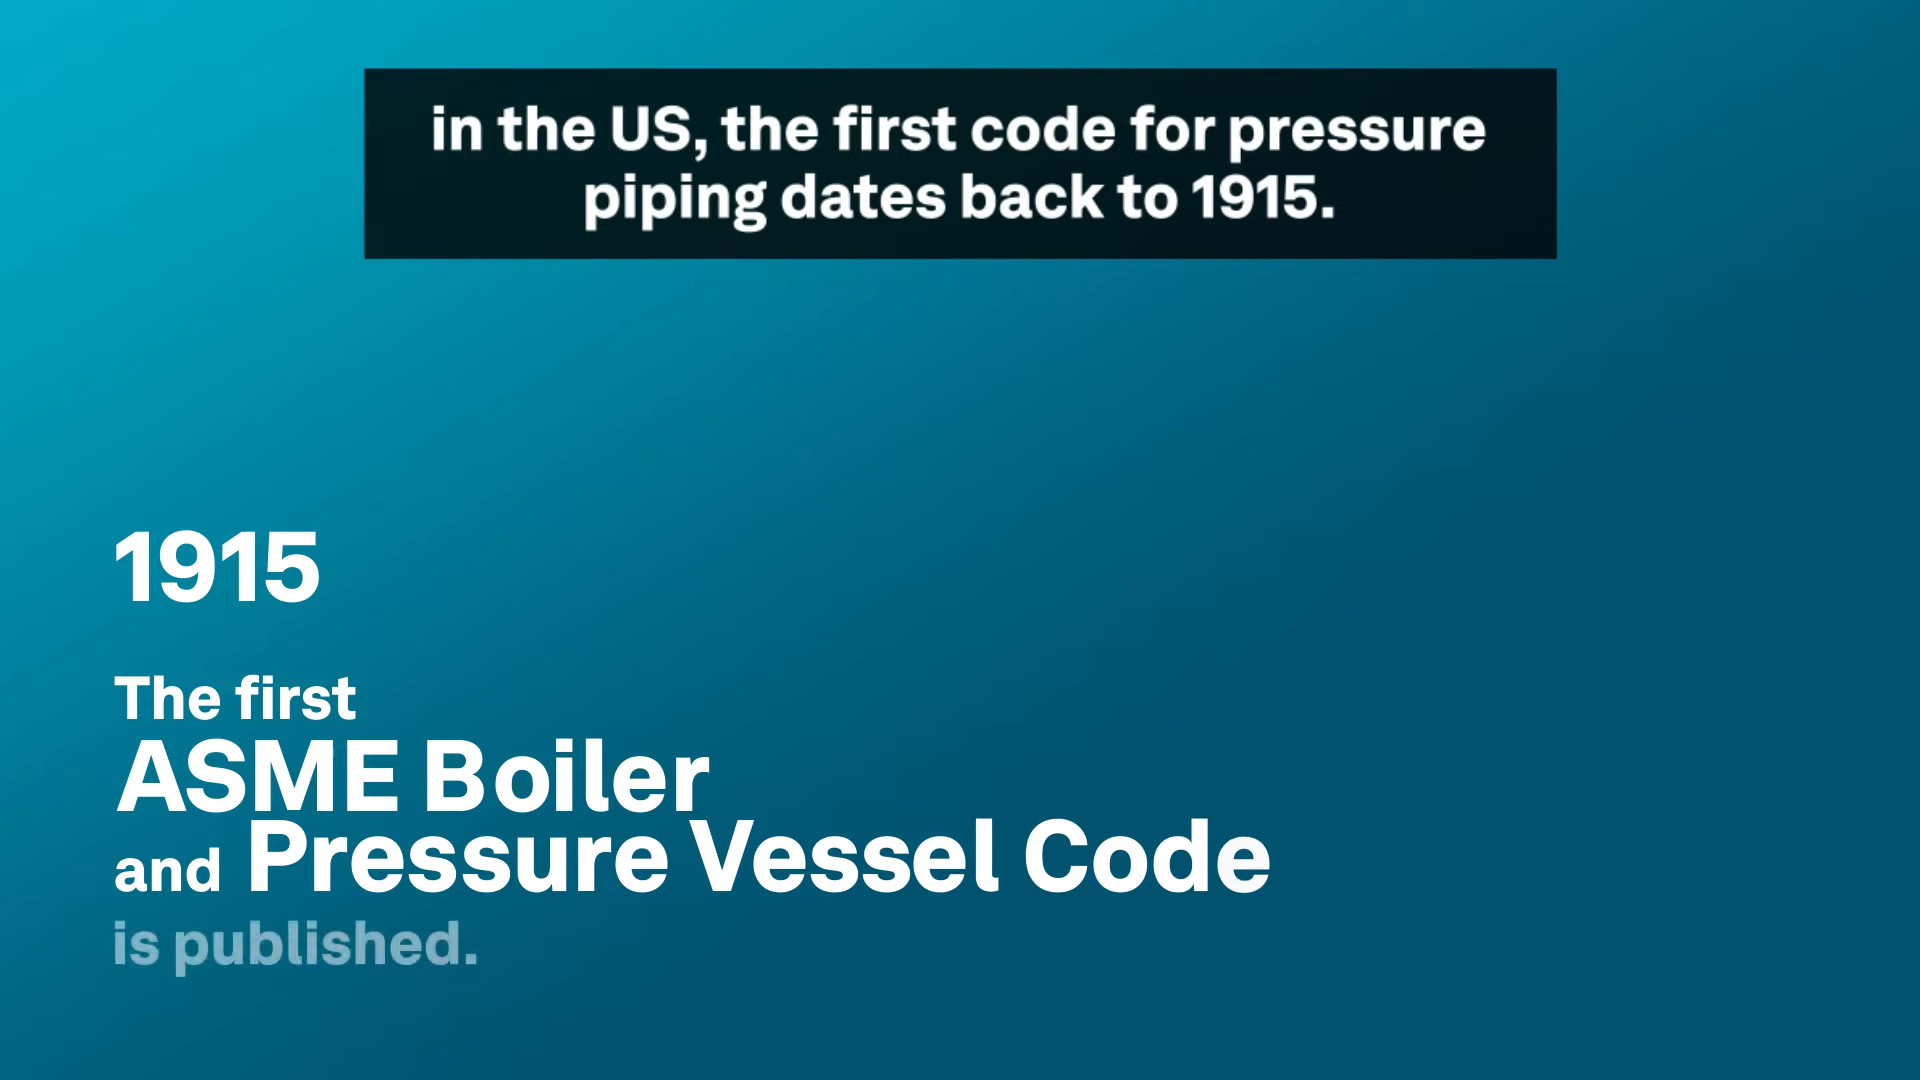 in the US, the first code for pressure
piping dates back to 1915.
1915
The first
ASME Boiler
and Pressure Vessel Code
is published.